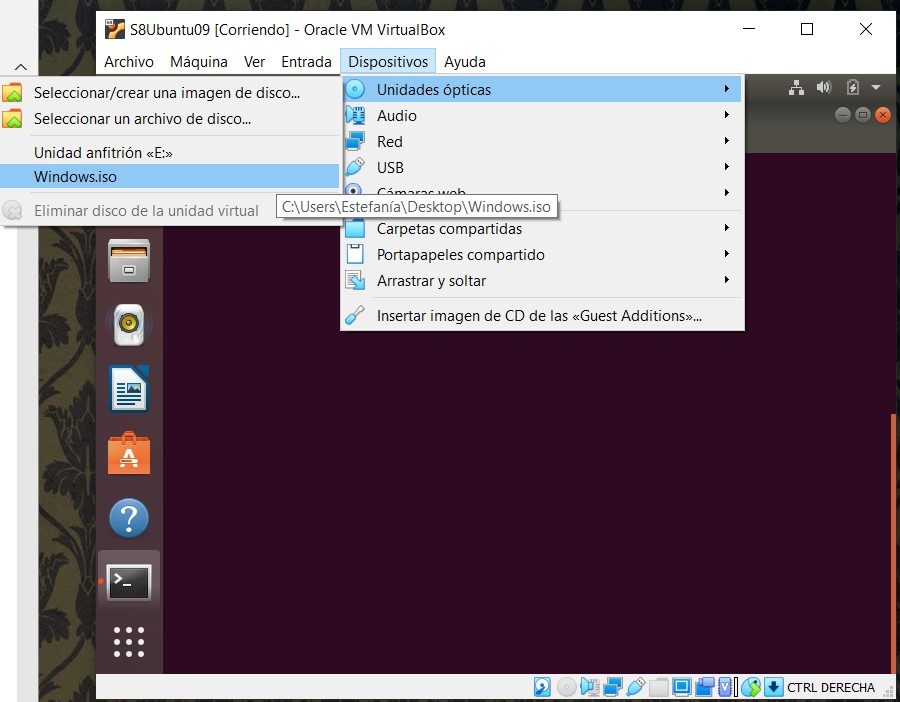 S8Ubuntu09 [Corriendo] - Oracle VM VirtualBox
Archivo Máquina Ver Entrada Dispositivos Ayuda
Seleccionar/crear una imagen de disco...
Seleccionar un archivo de disco...
Unidad anfitrión «E:»
Windows.iso
Eliminar disco de la unidad virtual
C:\Users\Estefanía\Desktop\Windows.iso
Unidades ópticas
Audio
Red
USB
Cámaras web
Carpetas compartidas
Portapapeles compartido
Arrastrar y soltar
Insertar imagen de CD de las «Guest Additions»...
CTRL DERECHA